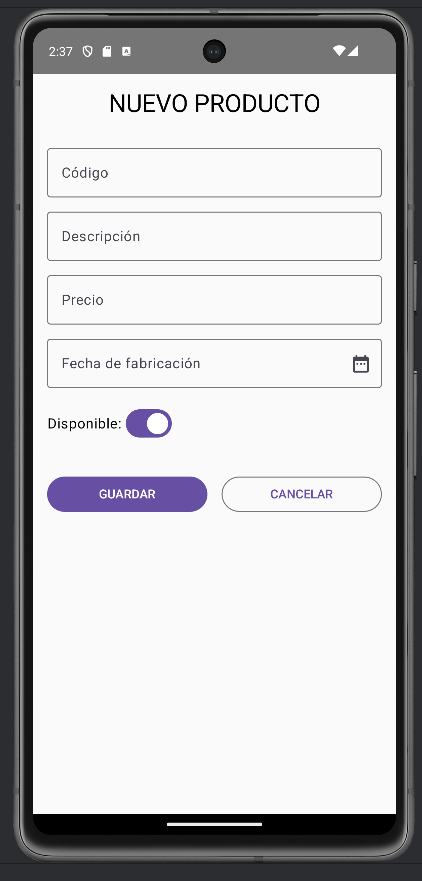 2:37
NUEVO PRODUCTO
Código
Descripción
Precio
Fecha de fabricación
Disponible:
GUARDAR CANCELAR